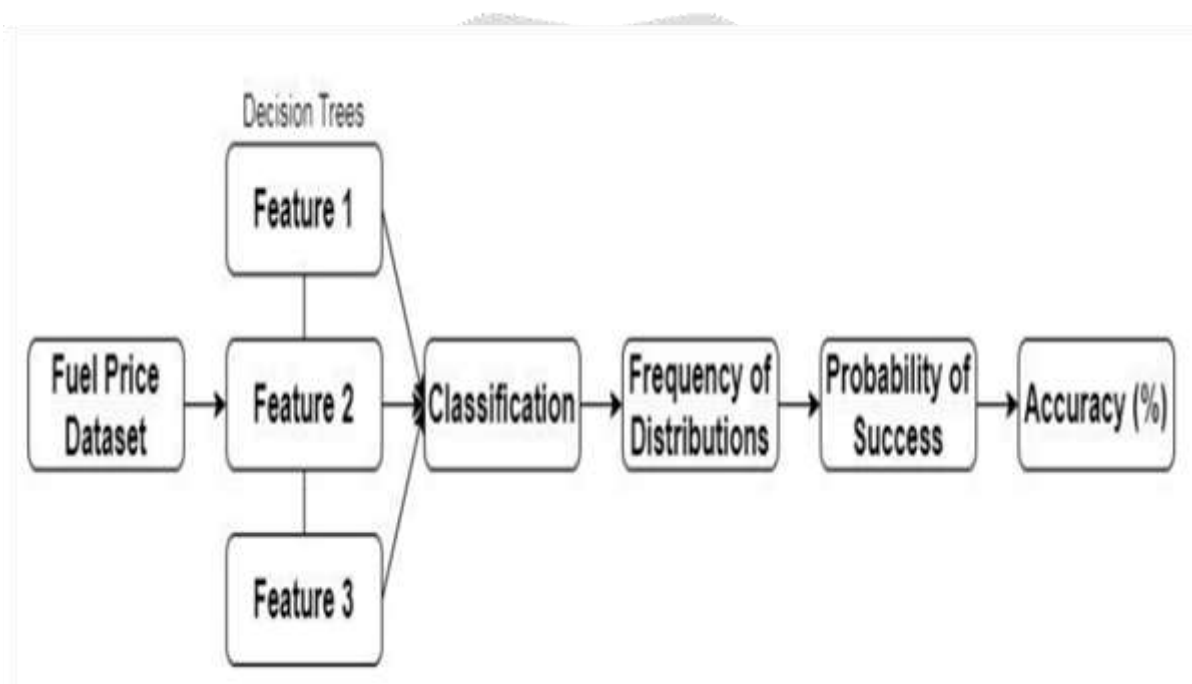 Decision Trees
Feature 1
Fuel Price
Dataset
Feature 2
Classification
Frequency of
Distributions
Probability of
Success
Accuracy (%)
Feature 3